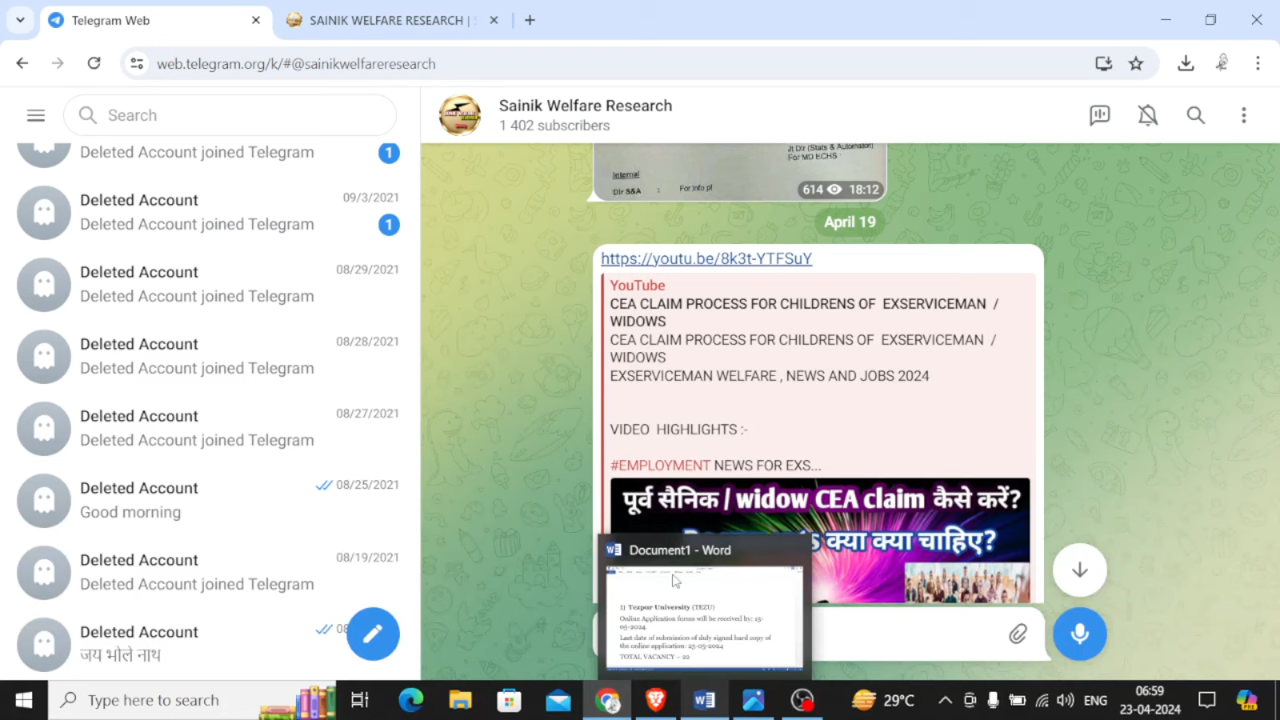 Telegram Web
SAINIK WELFARE RESEARCH | S
web.telegram.org/k/#@sainikwelfareresearch
Search
Sainik Welfare Research
1 402 subscribers
Deleted Account joined Telegram
1
Deleted Account
09/3/2021
Deleted Account joined Telegram
1
Deleted Account
08/29/2021
Deleted Account joined Telegram
Deleted Account
08/28/2021
Deleted Account joined Telegram
Deleted Account
08/27/2021
Deleted Account joined Telegram
Deleted Account
08/25/2021
Good morning
Deleted Account
08/19/2021
Deleted Account joined Telegram
Deleted Account
08
जय भोले नाथ
Jt Dir (Stats & Automation)
For MD ECHS
Internal
Dir S&A : For info pl
614 18:12
April 19
https://youtu.be/8k3t-YTFSuY
YouTube
CEA CLAIM PROCESS FOR CHILDRENS OF EXSERVICEMAN /
WIDOWS
CEA CLAIM PROCESS FOR CHILDRENS OF EXSERVICEMAN /
WIDOWS
EXSERVICEMAN WELFARE , NEWS AND JOBS 2024
VIDEO HIGHLIGHTS :-
#EMPLOYMENT NEWS FOR EXS...
पूर्व सैनिक / widow CEA claim कैसे करें?
क्या क्या चाहिए?
Document1 - Word
1) Tezpur University (TEZU)
Online Application forms will be received by: 23-
05-2024.
Last date of submission of duly signed hard copy of
the online application: 25-05-2024
TOTAL VACANCY – 22
Type here to search
29°C
ENG
06:59
23-04-2024